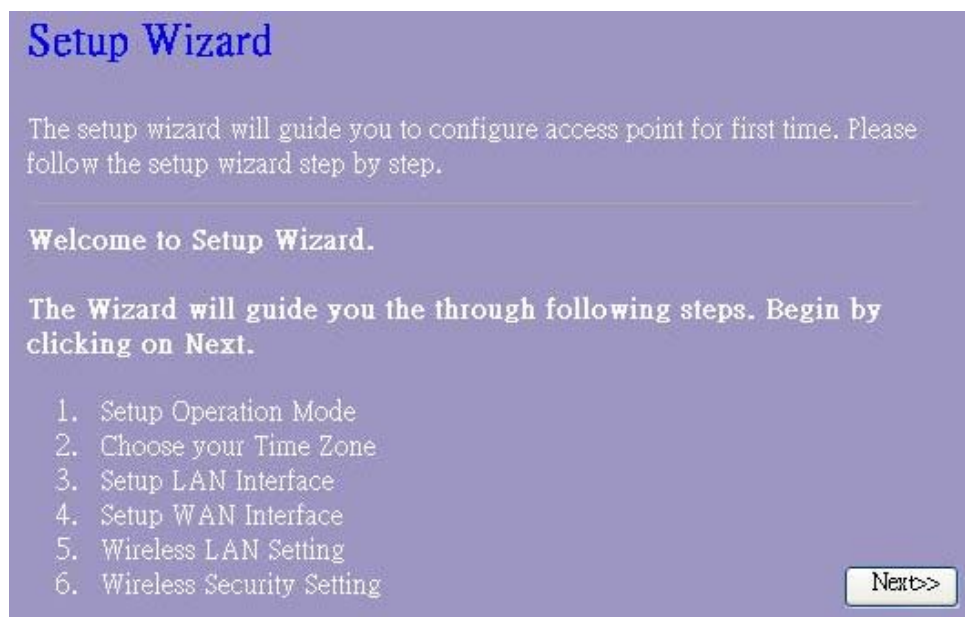 Setup Wizard
The setup wizard will guide you to configure access point for first time. Please
follow the setup wizard step by step.
Welcome to Setup Wizard.
The Wizard will guide you the through following steps. Begin by
clicking on Next.
1. Setup Operation Mode
2. Choose your Time Zone
3. Setup LAN Interface
4. Setup WAN Interface
5. Wireless LAN Setting
6. Wireless Security Setting
Next>>